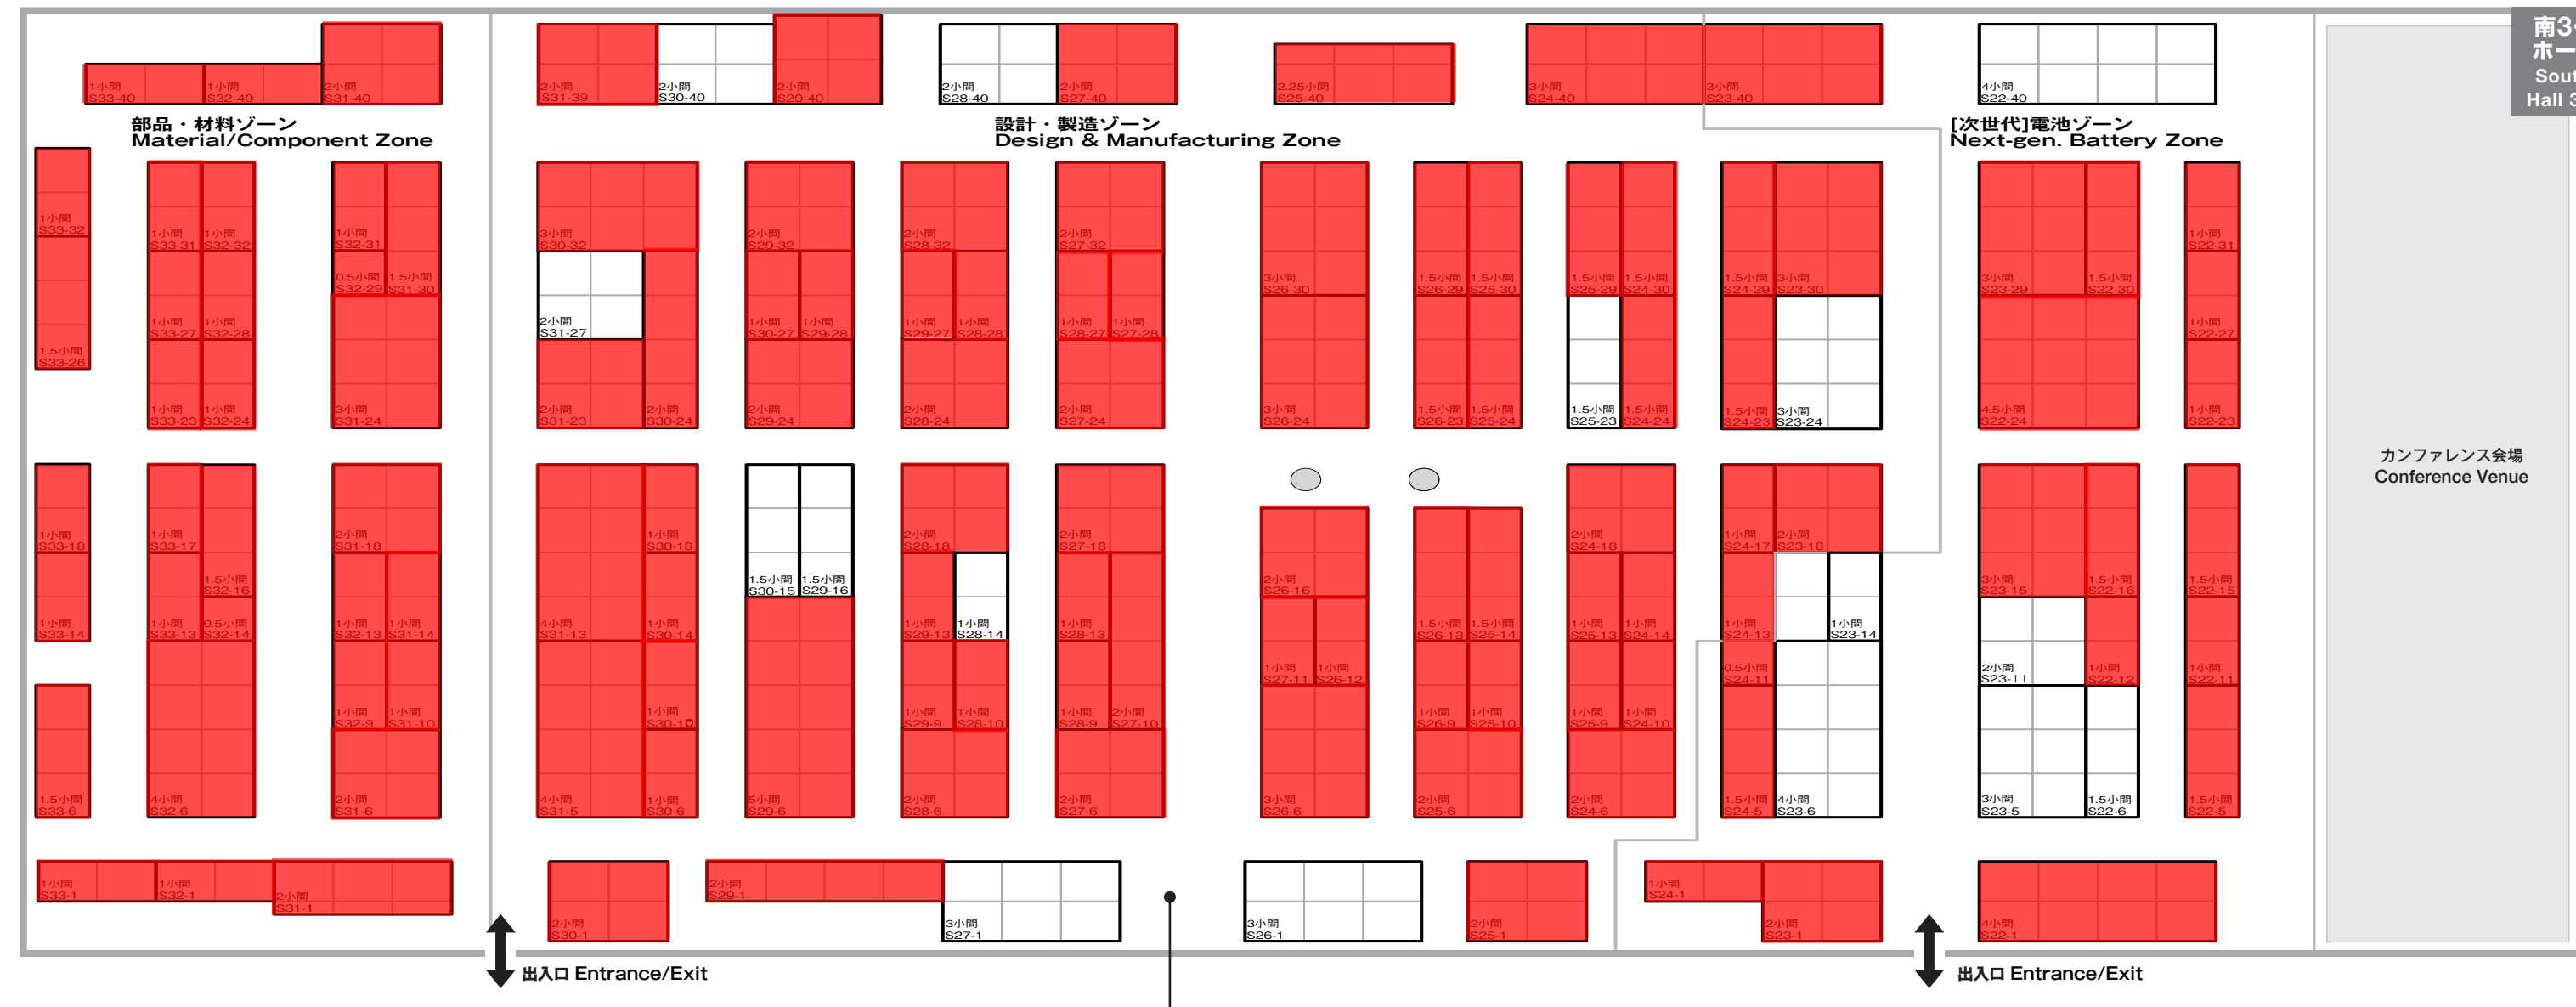 南3
ホー
Sout
Hall 3
1小間
S33-40
1小間
S32-40
2小間
S31-40
2小間
S31-39
2小間
S30-40
2小間
S29-40
2小間
S28-40
2小間
S27-40
2.25小間
S25-40
3小間
S24-40
3小間
S23-40
4小間
S22-40
部品・材料ゾーン
Material/Component Zone
設計・製造ゾーン
Design & Manufacturing Zone
[次世代]電池ゾーン
Next-gen. Battery Zone
1小間
S33-32
1小間
S33-31
1小間
S32-32
1小間
S32-31
3小間
S30-32
2小間
S29-32
2小間
S28-32
2小間
S27-32
1小間
S22-31
0.5小間
S32-29
1.5小間
S31-30
3小間
S26-30
1.5小間
S26-29
1.5小間
S25-30
1.5小間
S25-29
1.5小間
S24-30
1.5小間
S24-29
3小間
S23-30
3小間
S23-29
1.5小間
S22-30
1.5小間
S33-26
1小間
S33-27
1小間
S32-28
2小間
S31-27
1小間
S30-27
1小間
S29-28
1小間
S29-27
1小間
S28-28
1小間
S28-27
1小間
S27-28
1小間
S22-27
1小間
S33-23
1小間
S32-24
3小間
S31-24
2小間
S31-23
2小間
S30-24
2小間
S29-24
2小間
S28-24
2小間
S27-24
3小間
S26-24
1.5小間
S26-23
1.5小間
S25-24
1.5小間
S25-23
1.5小間
S24-24
1.5小間
S24-23
3小間
S23-24
4.5小間
S22-24
1小間
S22-23
カンファレンス会場
Conference Venue
1小間
S33-18
1小間
S33-17
2小間
S31-18
1小間
S30-18
2小間
S28-18
2小間
S27-18
2小間
S24-18
1小間
S24-17
2小間
S23-18
1.5小間
S32-16
1.5小間
S30-15
1.5小間
S29-16
2小間
S26-16
3小間
S23-15
1.5小間
S22-16
1.5小間
S22-15
1小間
S33-14
1小間
S33-13
0.5小間
S32-14
1小間
S32-13
1小間
S31-14
4小間
S31-13
1小間
S30-14
1小間
S29-13
1小間
S28-14
1小間
S28-13
1.5小間
S26-13
1.5小間
S25-14
1小間
S25-13
1小間
S24-14
1小間
S24-13
1小間
S23-14
1小間
S27-11
1小間
S26-12
0.5小間
S24-11
2小間
S23-11
1小間
S22-12
1小間
S22-11
1小間
S32-9
1小間
S31-10
1小間
S30-10
1小間
S29-9
1小間
S28-10
1小間
S28-9
2小間
S27-10
1小間
S26-9
1小間
S25-10
1小間
S25-9
1小間
S24-10
1.5小間
S33-6
4小間
S32-6
2小間
S31-6
4小間
S31-5
1小間
S30-6
5小間
S29-6
2小間
S28-6
2小間
S27-6
3小間
S26-6
2小間
S25-6
2小間
S24-6
1.5小間
S24-5
4小間
S23-6
3小間
S23-5
1.5小間
S22-6
1.5小間
S22-5
1小間
S33-1
1小間
S32-1
2小間
S31-1
2小間
S30-1
2小間
S29-1
3小間
S27-1
3小間
S26-1
2小間
S25-1
1小間
S24-1
2小間
S23-1
4小間
S22-1
出入口 Entrance/Exit
出入口 Entrance/Exit